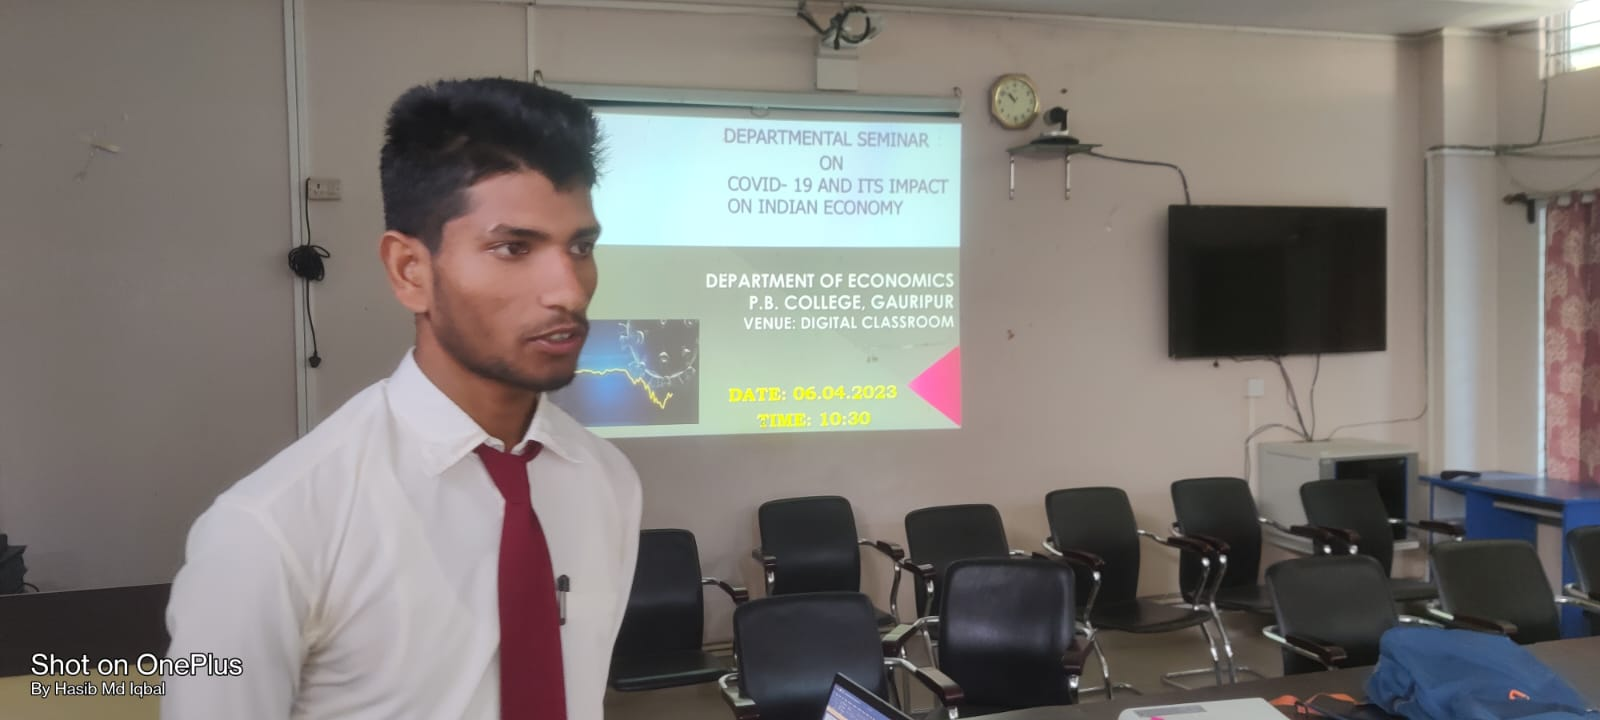 DEPARTMENTAL SEMINAR
ON
COVID- 19 AND ITS IMPACT
ON INDIAN ECONOMY
DEPARTMENT OF ECONOMICS
P.B. COLLEGE, GAURIPUR
VENUE: DIGITAL CLASSROOM
DATE: 06.04.2023
TIME: 10:30
Shot on OnePlus
By Hasib Md Iqbal